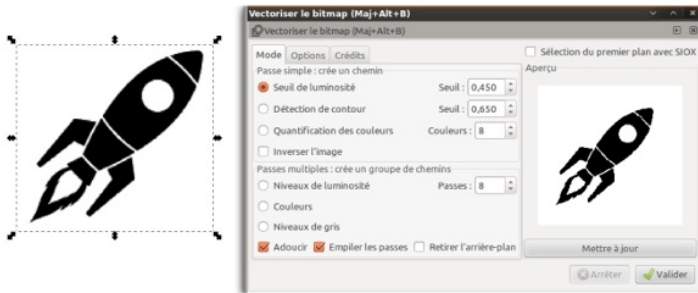 Vectoriser le bitmap (Maj+Alt+B)
Vectoriser le bitmap (Maj+Alt+B)
Mode Options Crédits
Sélection du premier plan avec SIOX
Passe simple : crée un chemin
Aperçu
Seuil de luminosité Seuil : 0,450
Détection de contour Seuil : 0,650
Quantification des couleurs Couleurs : 8
Inverser l'image
Passes multiples : crée un groupe de chemins
Niveaux de luminosité Passes : 8
Couleurs
Niveaux de gris
Adoucir Empiler les passes Retirer l'arrière-plan
Mettre à jour
Arrêter Valider